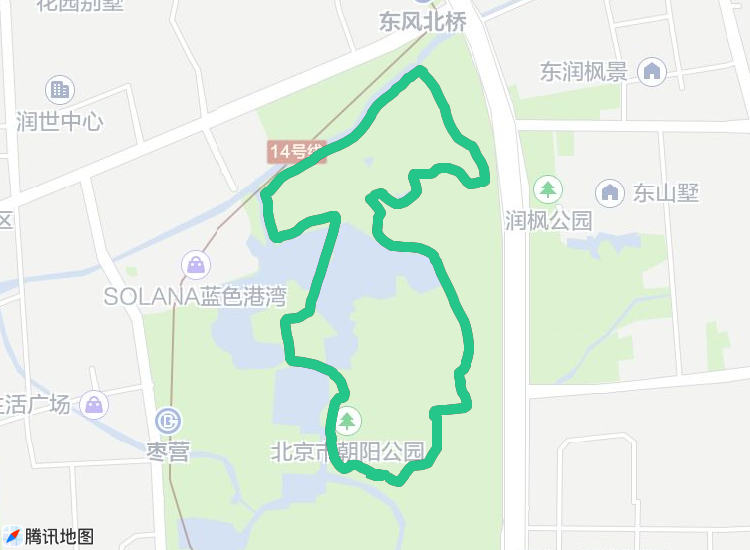 花园别墅
东风北桥
东润枫景
润世中心
14号线
东山墅
区
润枫公园
SOLANA蓝色港湾
生活广场
枣营
北京市朝阳公园
腾讯地图